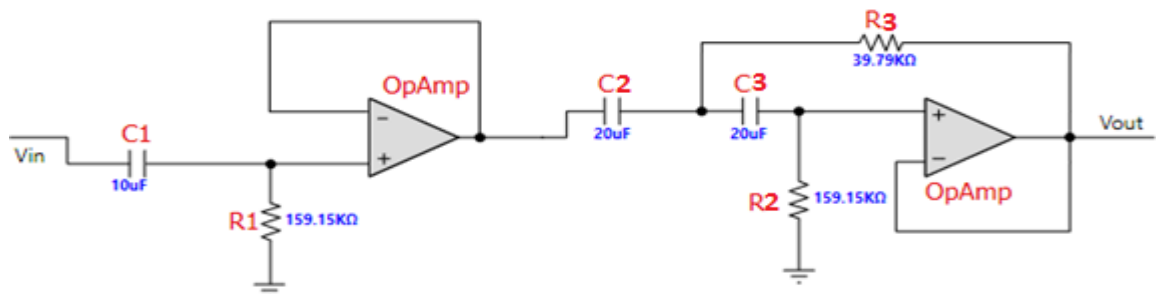 R3
39.79KΩ
OpAmp
C2
C3
−
+
C1
20uF
20uF
Vout
Vin
+
−
10uF
OpAmp
R1
159.15KΩ
R2
159.15KΩ